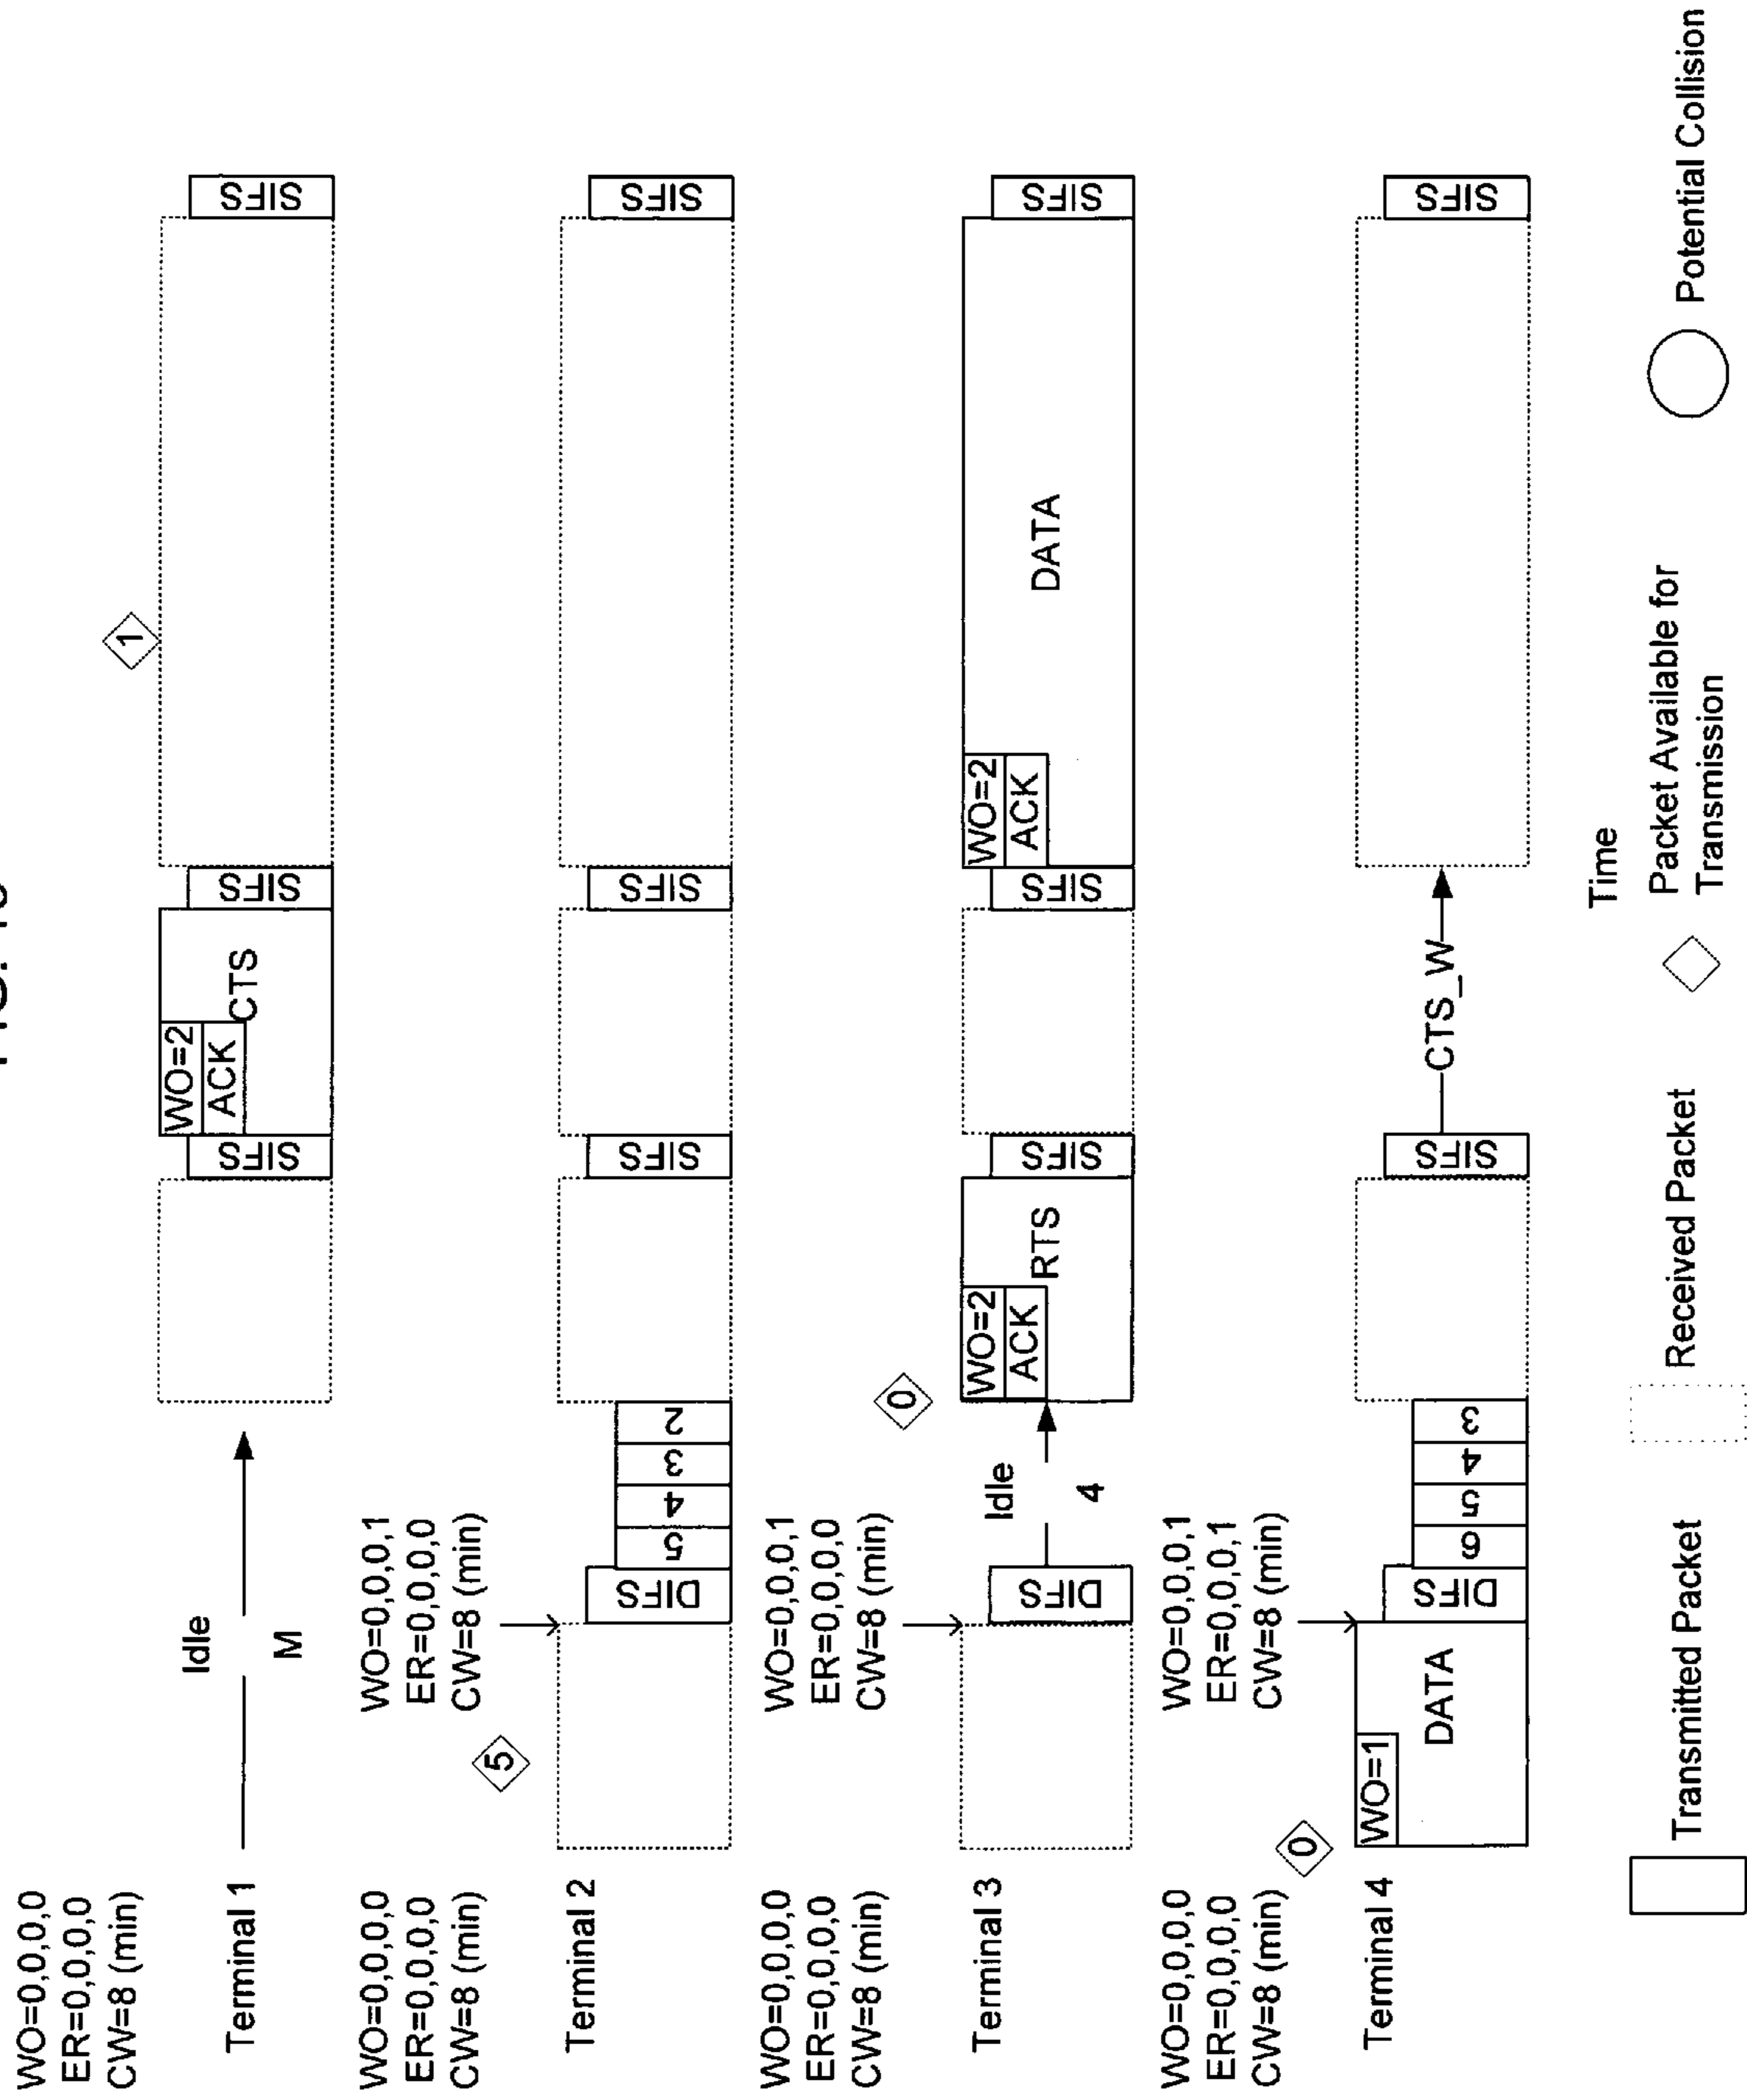 WO=0,0,0,0
ER=0,0,0,0
CW=8 (min)
Terminal 1
Idle
M
SIFS
WO=2
ACK
CTS
SIFS
1
SIFS
WO=0,0,0,0
ER=0,0,0,0
CW=8 (min)
Terminal 2
5
WO=0,0,0,1
ER=0,0,0,0
CW=8 (min)
DIFS
5
4
3
2
SIFS
SIFS
SIFS
WO=0,0,0,0
ER=0,0,0,0
CW=8 (min)
Terminal 3
WO=0,0,0,1
ER=0,0,0,0
CW=8 (min)
DIFS
Idle
4
0
WO=2
ACK
RTS
SIFS
SIFS
WO=2
ACK
DATA
SIFS
WO=0,0,0,0
ER=0,0,0,0
CW=8 (min)
Terminal 4
0
WO=1
DATA
WO=0,0,0,1
ER=0,0,0,1
CW=8 (min)
DIFS
6
5
4
3
SIFS
CTS_W
SIFS
Time
Transmitted Packet
Received Packet
Packet Available for
Transmission
Potential Collision